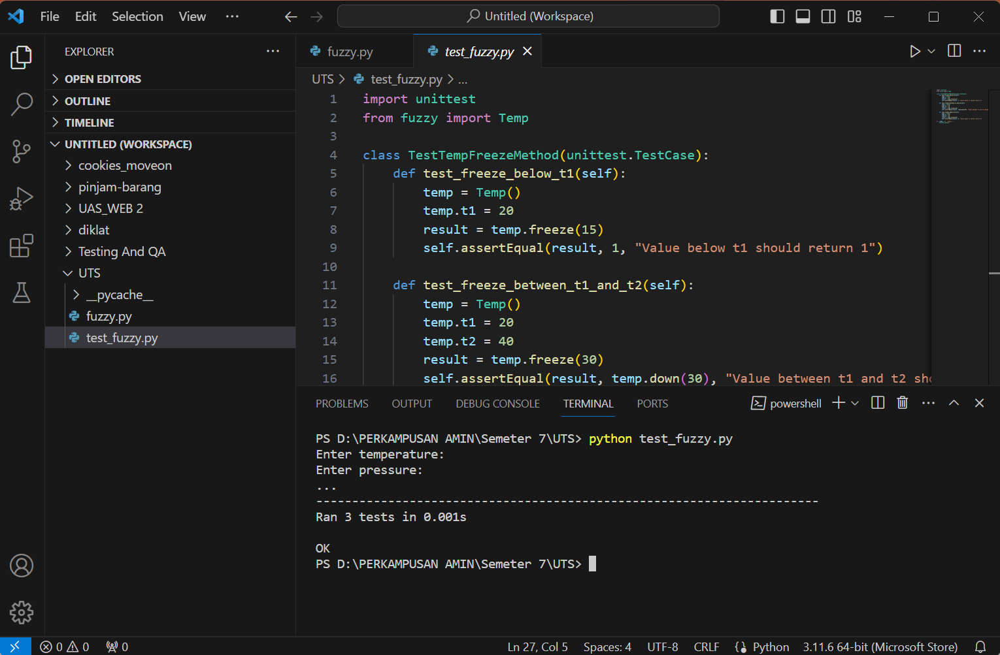 File Edit Selection View ··· Untitled (Workspace)
EXPLORER ···
OPEN EDITORS
OUTLINE
TIMELINE
UNTITLED (WORKSPACE)
cookies_moveon
pinjam-barang
UAS_WEB 2
diklat
Testing And QA
UTS
__pycache__
fuzzy.py
test_fuzzy.py
fuzzy.py test_fuzzy.py
UTS > test_fuzzy.py > ...
1 import unittest
2 from fuzzy import Temp
3
4 class TestTempFreezeMethod(unittest.TestCase):
5     def test_freeze_below_t1(self):
6         temp = Temp()
7         temp.t1 = 20
8         result = temp.freeze(15)
9         self.assertEqual(result, 1, "Value below t1 should return 1")
10
11     def test_freeze_between_t1_and_t2(self):
12         temp = Temp()
13         temp.t1 = 20
14         temp.t2 = 40
15         result = temp.freeze(30)
16         self.assertEqual(result, temp.down(30), "Value between t1 and t2 sho
PROBLEMS OUTPUT DEBUG CONSOLE TERMINAL PORTS powershell
PS D:\PERKAMPUSAN AMIN\Semeter 7\UTS> python test_fuzzy.py
Enter temperature:
Enter pressure:
...
----------------------------------------------------------------------
Ran 3 tests in 0.001s
OK
PS D:\PERKAMPUSAN AMIN\Semeter 7\UTS>
0 0 0 Ln 27, Col 5 Spaces: 4 UTF-8 CRLF {} Python 3.11.6 64-bit (Microsoft Store)